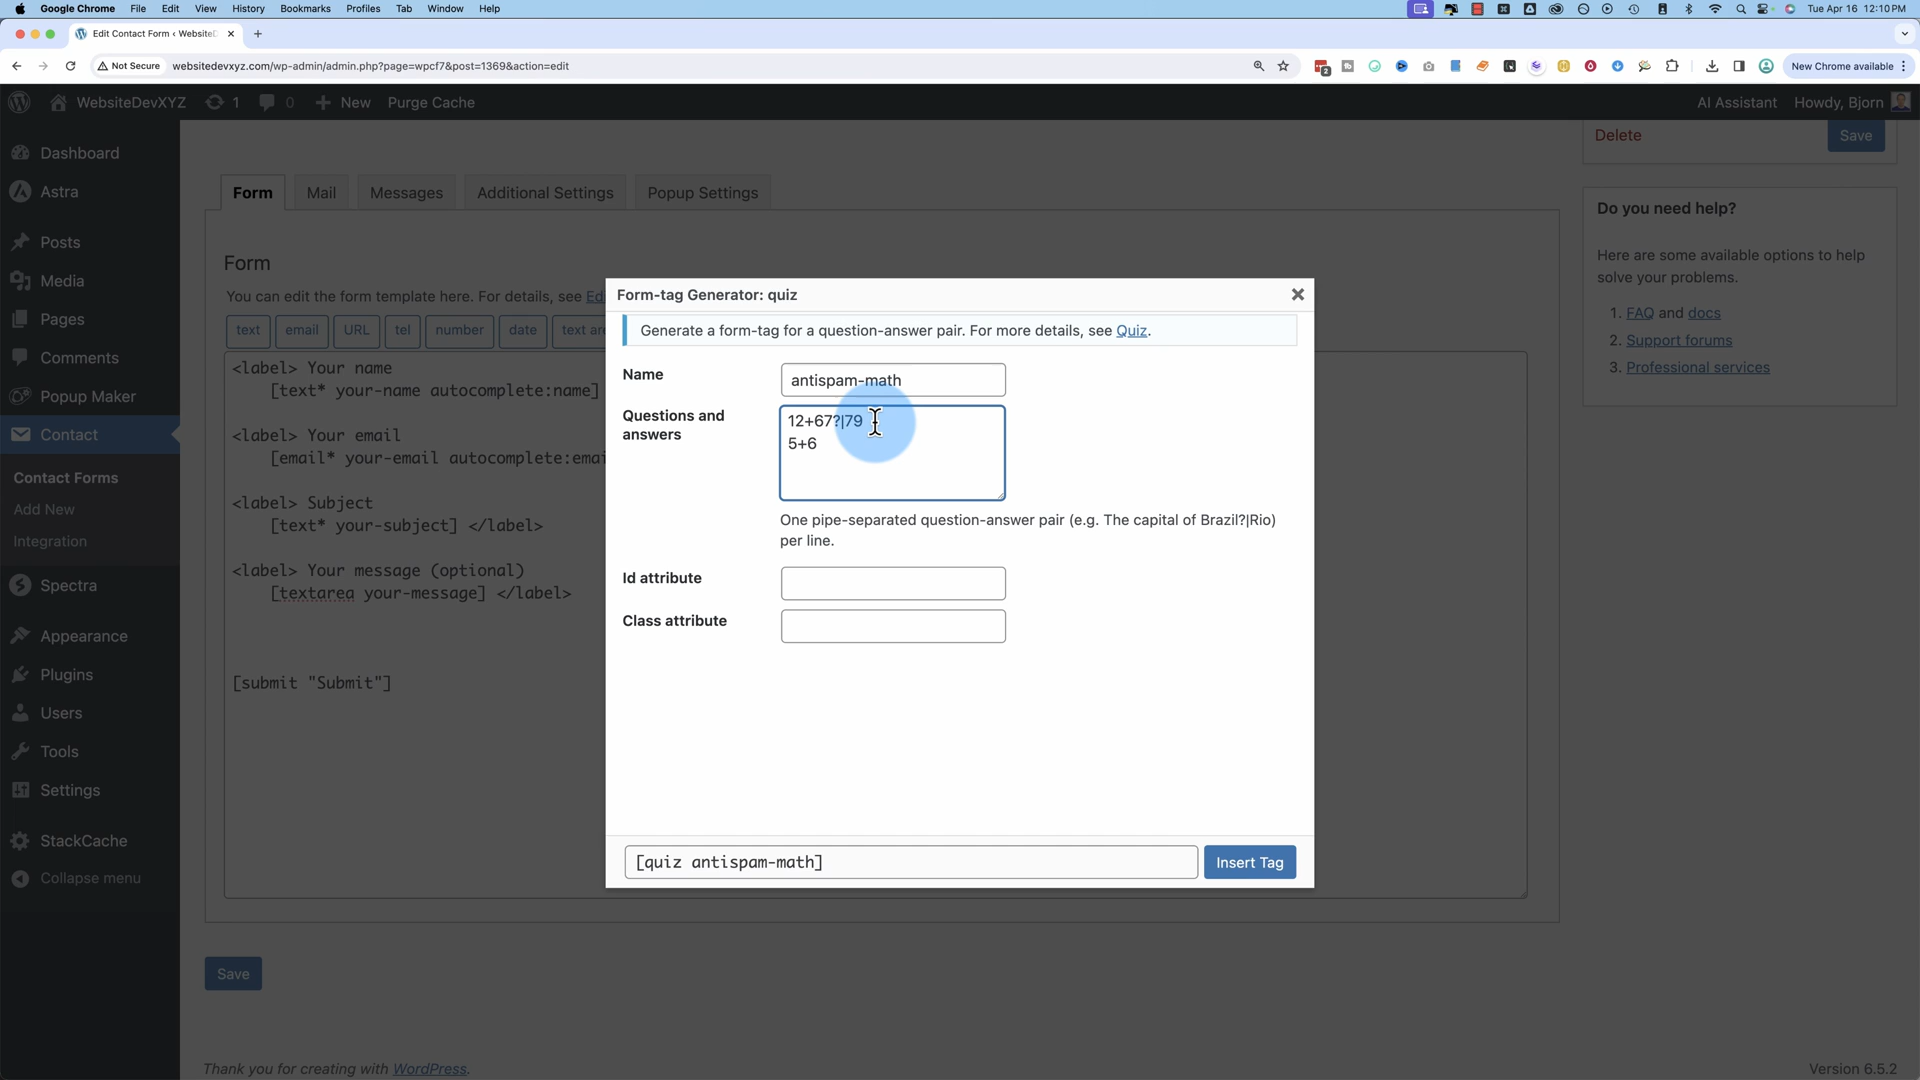 Google Chrome File Edit View History Bookmarks Profiles Tab Window Help
Tue Apr 16 12:10 PM
Edit Contact Form ‹ WebsiteD
Not Secure websitedevxyz.com/wp-admin/admin.php?page=wpcf7&post=1369&action=edit
2
New Chrome available
WebsiteDevXYZ 1 0 New Purge Cache
AI Assistant Howdy, Bjorn
Dashboard
Astra
Posts
Media
Pages
Comments
Popup Maker
Contact
Contact Forms
Add New
Integration
Spectra
Appearance
Plugins
Users
Tools
Settings
StackCache
Collapse menu
Delete Save
Form Mail Messages Additional Settings Popup Settings
Form
You can edit the form template here. For details, see Ed
text email URL tel number date text are
<label> Your name
[text* your-name autocomplete:name]
<label> Your email
[email* your-email autocomplete:emai
<label> Subject
[text* your-subject] </label>
<label> Your message (optional)
[textarea your-message] </label>
[submit "Submit"]
Form-tag Generator: quiz
Generate a form-tag for a question-answer pair. For more details, see Quiz.
Name
antispam-math
Questions and
answers
12+67?|79
5+6
One pipe-separated question-answer pair (e.g. The capital of Brazil?|Rio)
per line.
Id attribute
Class attribute
[quiz antispam-math]
Insert Tag
Do you need help?
Here are some available options to help
solve your problems.
1. FAQ and docs
2. Support forums
3. Professional services
Save
Thank you for creating with WordPress.
Version 6.5.2